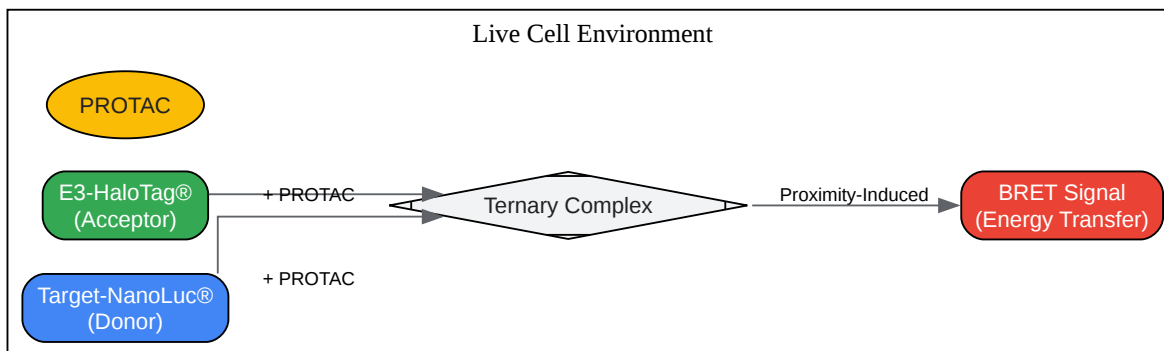 Live Cell Environment
PROTAC
E3-HaloTag®
(Acceptor)
+ PROTAC
Ternary Complex
Proximity-Induced
BRET Signal
(Energy Transfer)
+ PROTAC
Target-NanoLuc®
(Donor)